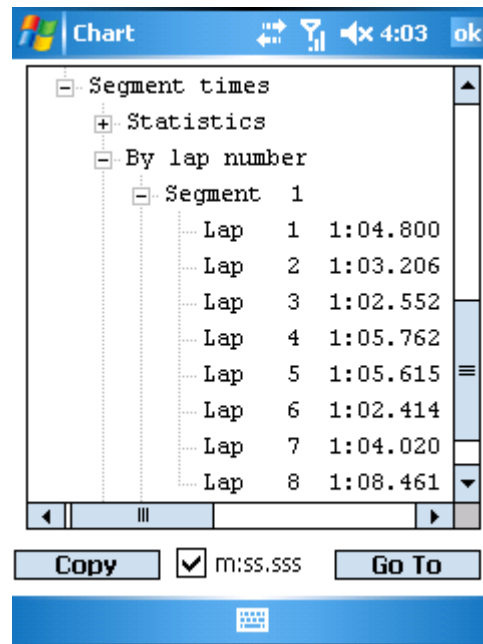 Chart 4:03 ok
Segment times
Statistics
By lap number
Segment 1
Lap 1 1:04.800
Lap 2 1:03.206
Lap 3 1:02.552
Lap 4 1:05.762
Lap 5 1:05.615
Lap 6 1:02.414
Lap 7 1:04.020
Lap 8 1:08.461
Copy m:ss.sss Go To